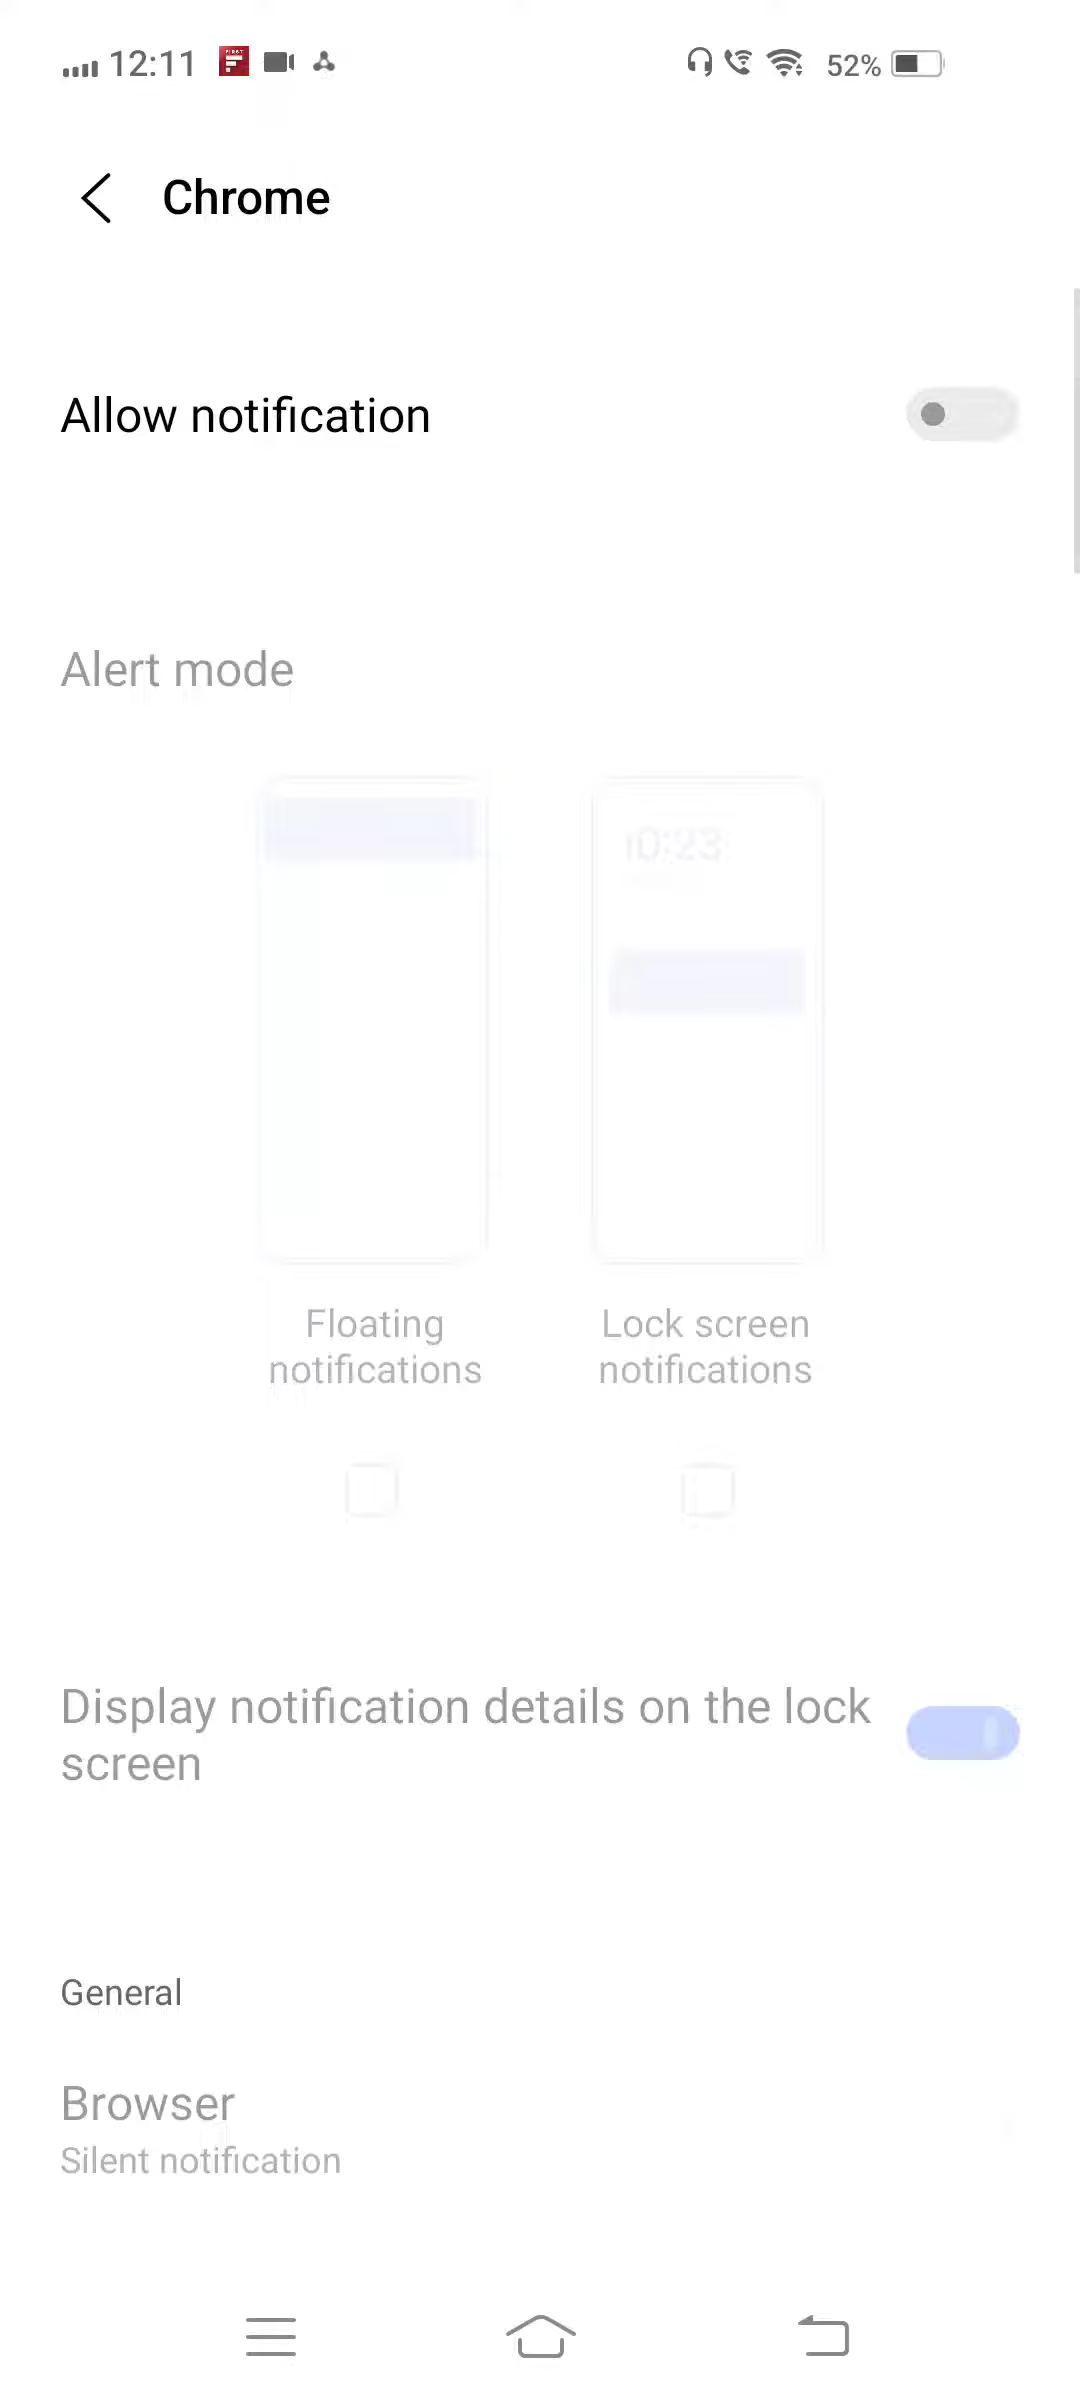 12:11 FIRST 52%
Chrome
Allow notification
Alert mode
10:23
Floating
notifications
Lock screen
notifications
Display notification details on the lock
screen
General
Browser
Silent notification